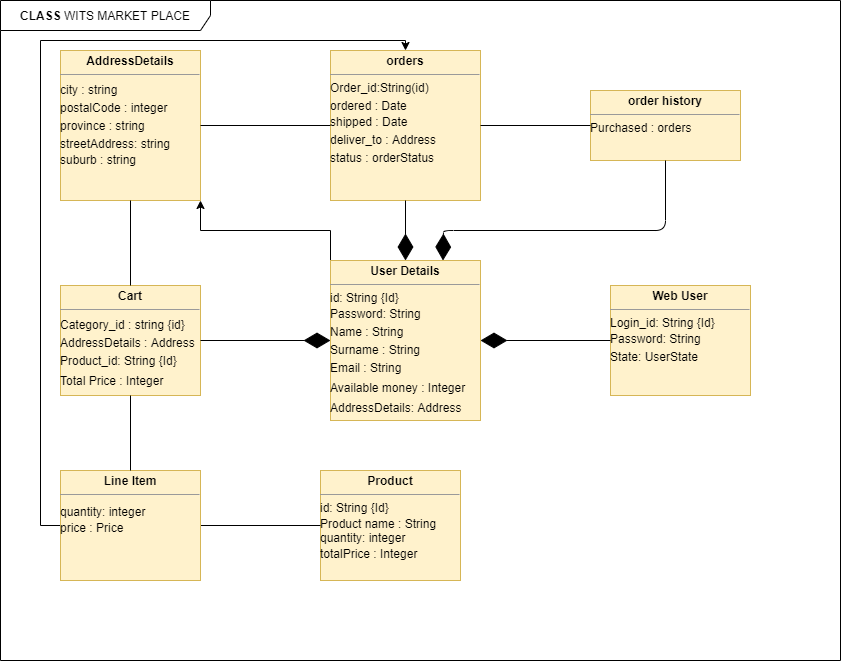 CLASS WITS MARKET PLACE
AddressDetails
city : string
postalCode : integer
province : string
streetAddress: string
suburb : string
orders
Order_id:String(id)
ordered : Date
shipped : Date
deliver_to : Address
status : orderStatus
order history
Purchased : orders
Cart
Category_id : string {id}
AddressDetails : Address
Product_id: String {Id}
Total Price : Integer
User Details
id: String {Id}
Password: String
Name : String
Surname : String
Email : String
Available money : Integer
AddressDetails: Address
Web User
Login_id: String {Id}
Password: String
State: UserState
Line Item
quantity: integer
price : Price
Product
id: String {Id}
Product name : String
quantity: integer
totalPrice : Integer